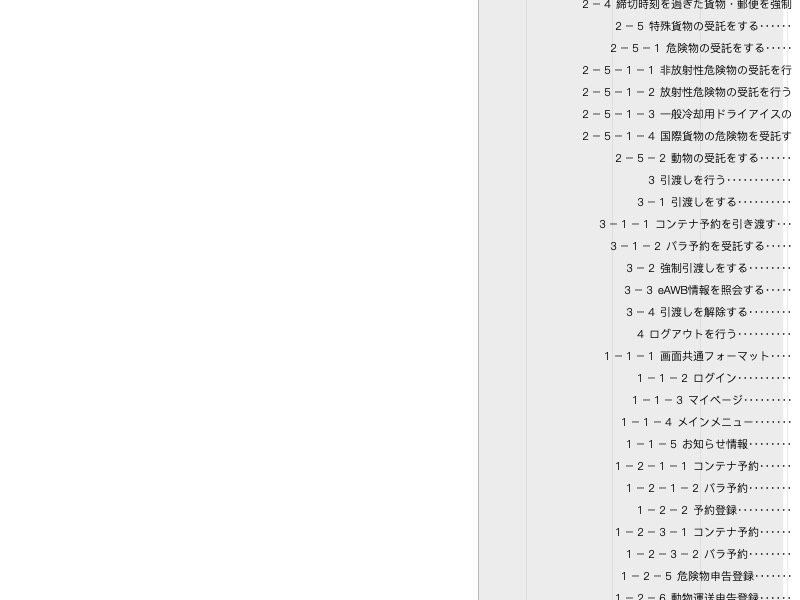 ２－４ 締切時刻を過ぎた貨物・郵便を強制
２－５ 特殊貨物の受託をする‥‥‥
２－５－１ 危険物の受託をする‥‥‥
２－５－１－１ 非放射性危険物の受託を行
２－５－１－２ 放射性危険物の受託を行う
２－５－１－３ 一般冷却用ドライアイスの
２－５－１－４ 国際貨物の危険物を受託す
２－５－２ 動物の受託をする‥‥‥
３ 引渡しを行う‥‥‥‥‥‥
３－１ 引渡しをする‥‥‥‥‥
３－１－１ コンテナ予約を引き渡す‥‥
３－１－２ バラ予約を受託する‥‥‥
３－２ 強制引渡しをする‥‥‥‥
３－３ eAWB情報を照会する‥‥‥
３－４ 引渡しを解除する‥‥‥‥
４ ログアウトを行う‥‥‥‥‥
１－１－１ 画面共通フォーマット‥‥
１－１－２ ログイン‥‥‥‥‥
１－１－３ マイページ‥‥‥‥‥
１－１－４ メインメニュー‥‥‥‥
１－１－５ お知らせ情報‥‥‥‥
１－２－１－１ コンテナ予約‥‥‥
１－２－１－２ バラ予約‥‥‥‥
１－２－２ 予約登録‥‥‥‥‥
１－２－３－１ コンテナ予約‥‥‥
１－２－３－２ バラ予約‥‥‥‥
１－２－５ 危険物申告登録‥‥‥‥
１－２－６ 動物運送申告登録‥‥‥